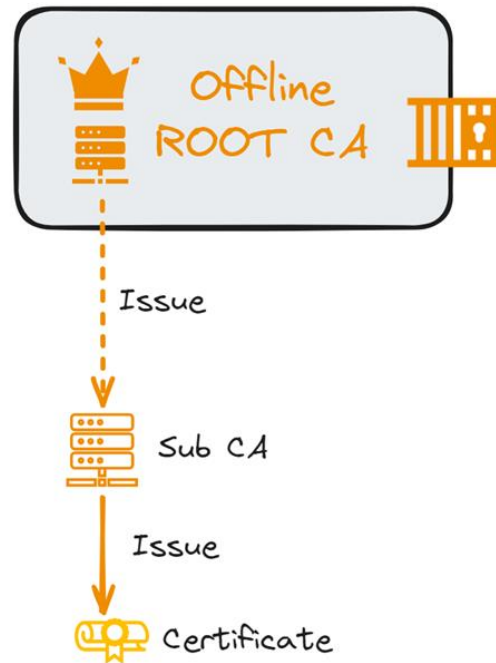 Offline
ROOT CA
Issue
Sub CA
Issue
Certificate